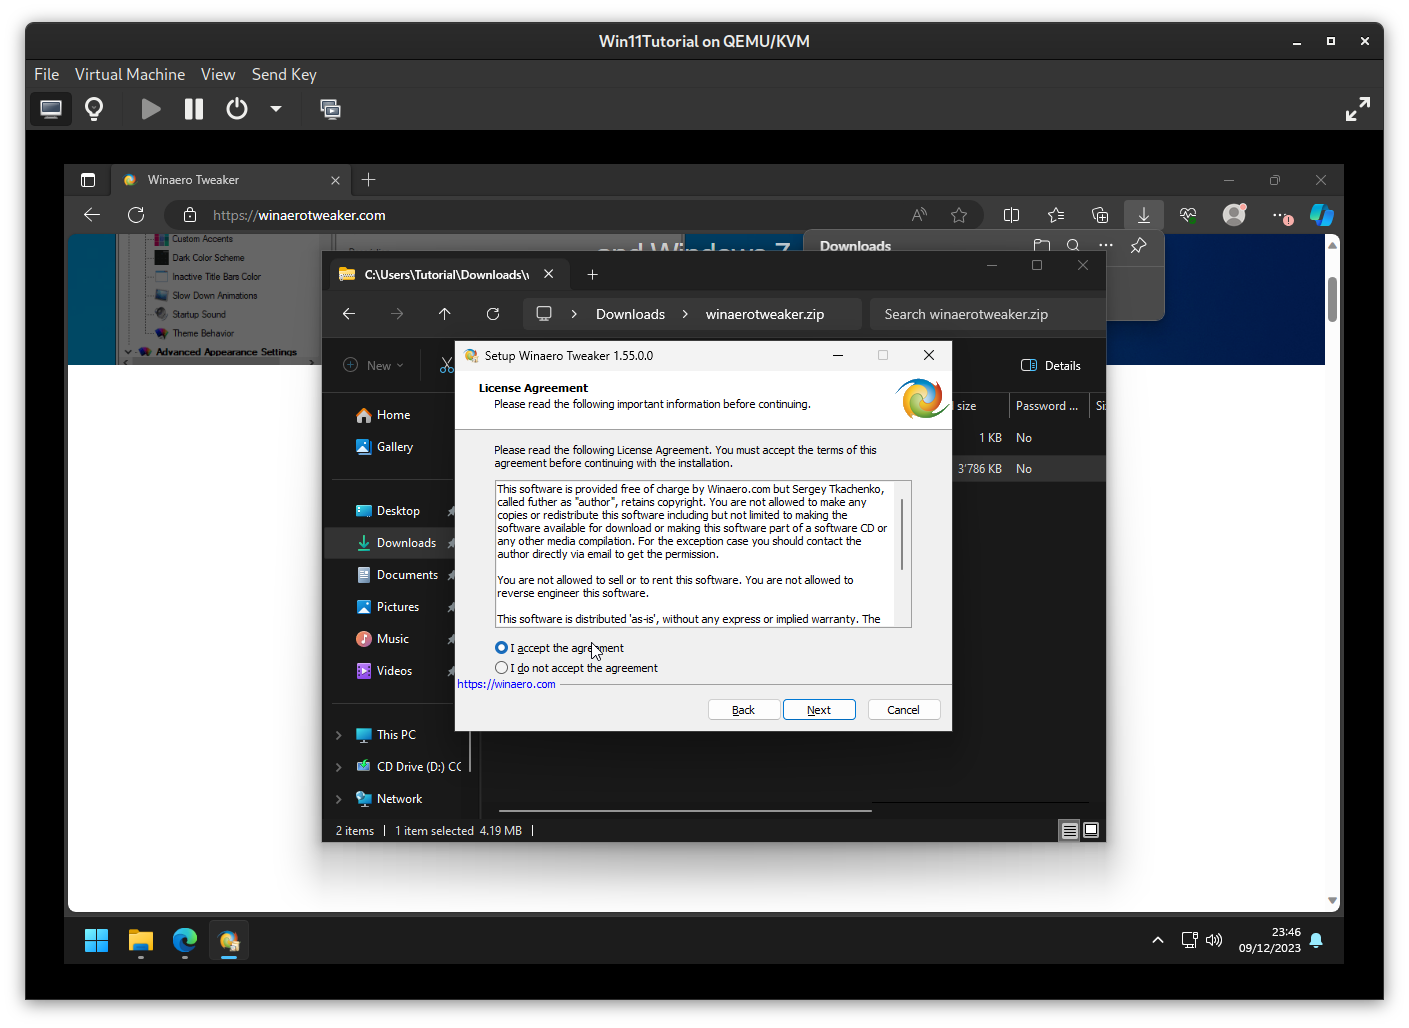 Win11Tutorial on QEMU/KVM
File Virtual Machine View Send Key
Winaero Tweaker
https://winaerotweaker.com
Custom Accents
Dark Color Scheme
Inactive Title Bars Color
Slow Down Animations
Startup Sound
Theme Behavior
Advanced Appearance Settings
and Windows 7
Downloads
C:\Users\Tutorial\Downloads\
Downloads > winaerotweaker.zip
Search winaerotweaker.zip
New
Details
size
Password ...
Si
1 KB No
3'786 KB No
Home
Gallery
Desktop
Downloads
Documents
Pictures
Music
Videos
This PC
CD Drive (D:) CC
Network
2 items 1 item selected 4.19 MB
Setup Winaero Tweaker 1.55.0.0
License Agreement
Please read the following important information before continuing.
Please read the following License Agreement. You must accept the terms of this
agreement before continuing with the installation.
This software is provided free of charge by Winaero.com but Sergey Tkachenko,
called futher as "author", retains copyright. You are not allowed to make any
copies or redistribute this software including but not limited to making the
software available for download or making this software part of a software CD or
any other media compilation. For the exception case you should contact the
author directly via email to get the permission.
You are not allowed to sell or to rent this software. You are not allowed to
reverse engineer this software.
This software is distributed 'as-is', without any express or implied warranty. The
I accept the agreement
I do not accept the agreement
https://winaero.com
Back Next Cancel
23:46
09/12/2023